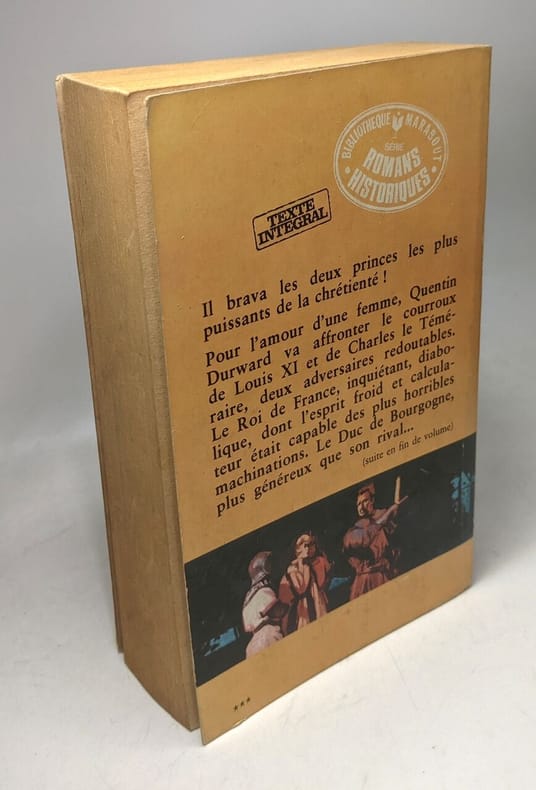 BIBLIOTHEQUE MARABOUT
SÉRIE
ROMANS
HISTORIQUES
TEXTE
INTEGRAL
Il brava les deux princes les plus
puissants de la chrétienté !
Pour l'amour d'une femme, Quentin
Durward va affronter le courroux
de Louis XI et de Charles le Témé-
raire, deux adversaires redoutables.
Le Roi de France, inquiétant, diabo-
lique, dont l'esprit froid et calcula-
teur était capable des plus horribles
machinations. Le Duc de Bourgogne,
plus généreux que son rival...
(suite en fin de volume)
***